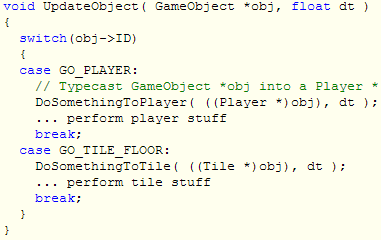 void UpdateObject( GameObject *obj, float dt )
{
  switch(obj->ID)
  {
  case GO_PLAYER:
    // Typecast GameObject *obj into a Player *
    DoSomethingToPlayer( ((Player *)obj), dt );
    ... perform player stuff
    break;
  case GO_TILE_FLOOR:
    DoSomethingToTile( ((Tile *)obj), dt );
    ... perform tile stuff
    break;
  }
}